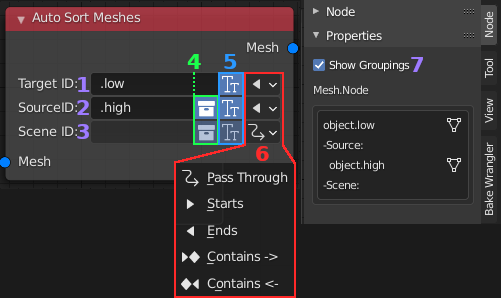 Auto Sort Meshes
Mesh
Target ID: 1 .low
4
5
SourceID: 2 .high
Scene ID: 3
Mesh
6
Pass Through
Starts
Ends
Contains ->
Contains <-
Node
Properties
Show Groupings 7
Mesh.Node
object.low
-Source:
object.high
-Scene:
Node
Tool
View
Bake Wrangler